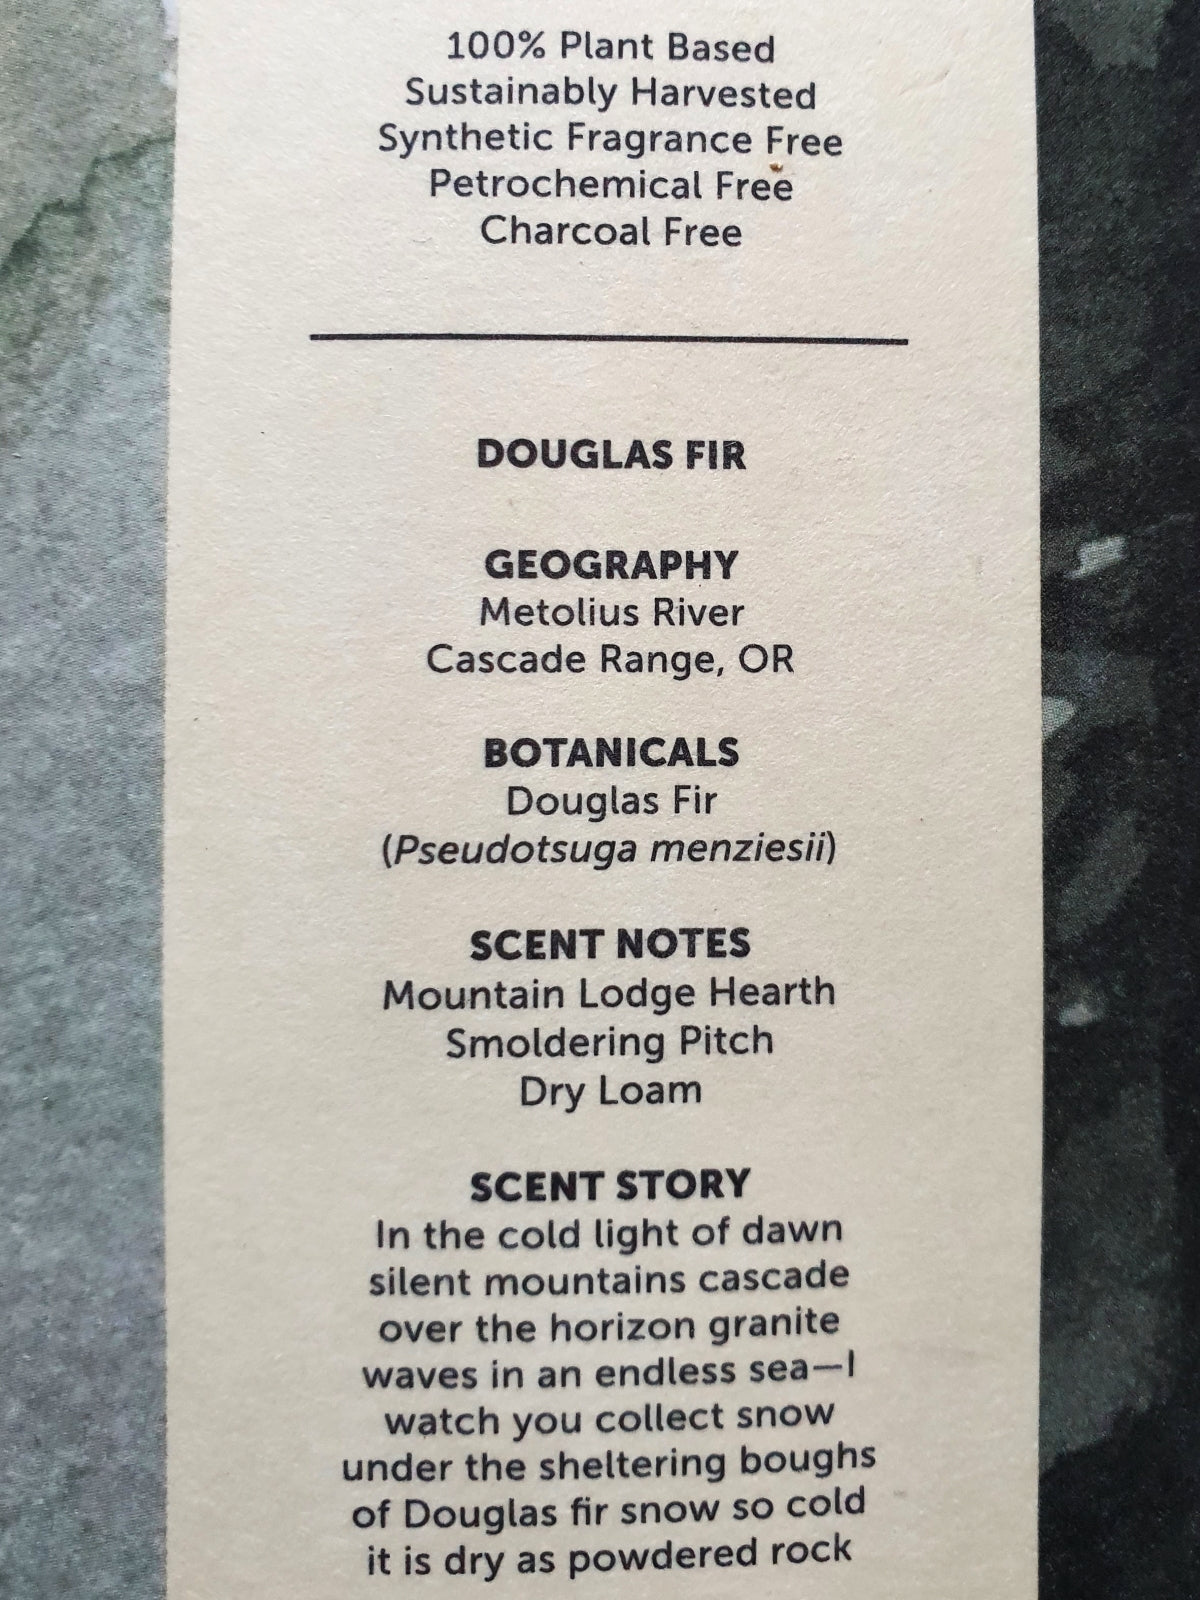 100% Plant Based
Sustainably Harvested
Synthetic Fragrance Free
Petrochemical Free
Charcoal Free
DOUGLAS FIR
GEOGRAPHY
Metolius River
Cascade Range, OR
BOTANICALS
Douglas Fir
(Pseudotsuga menziesii)
SCENT NOTES
Mountain Lodge Hearth
Smoldering Pitch
Dry Loam
SCENT STORY
In the cold light of dawn
silent mountains cascade
over the horizon granite
waves in an endless sea—I
watch you collect snow
under the sheltering boughs
of Douglas fir snow so cold
it is dry as powdered rock